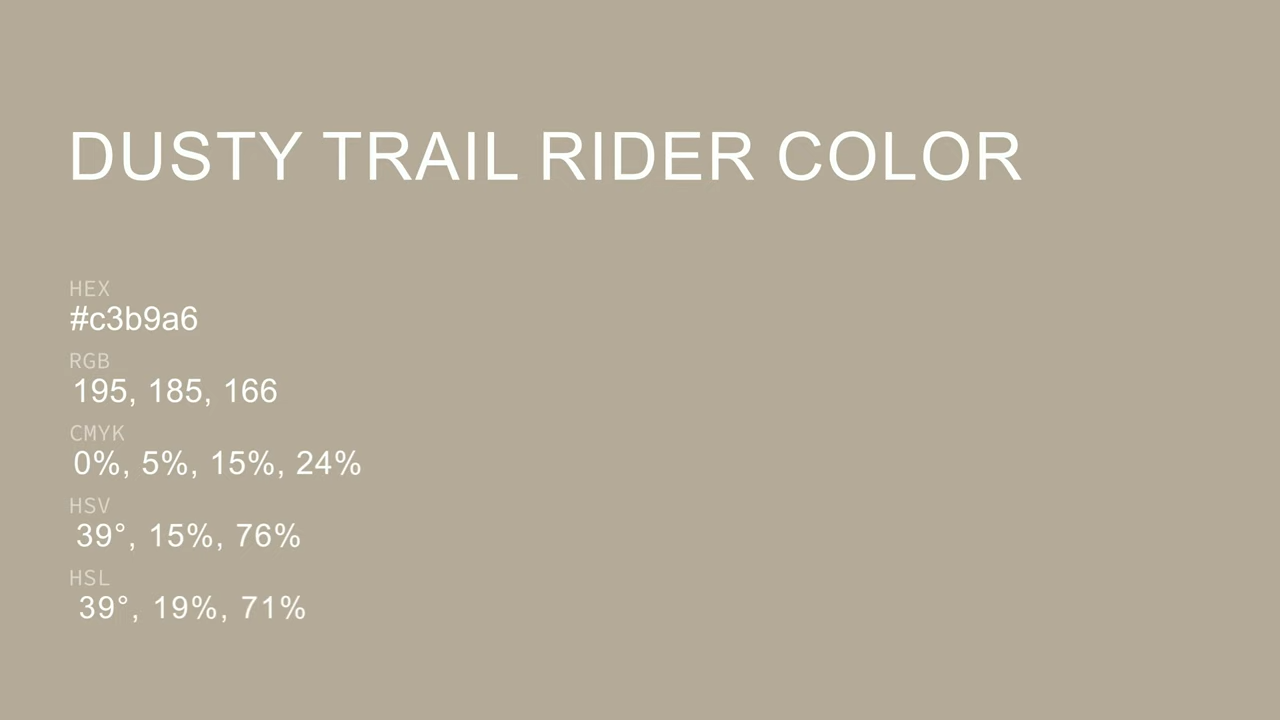 DUSTY TRAIL RIDER COLOR
HEX
#c3b9a6
RGB
195, 185, 166
CMYK
0%, 5%, 15%, 24%
HSV
39°, 15%, 76%
HSL
39°, 19%, 71%